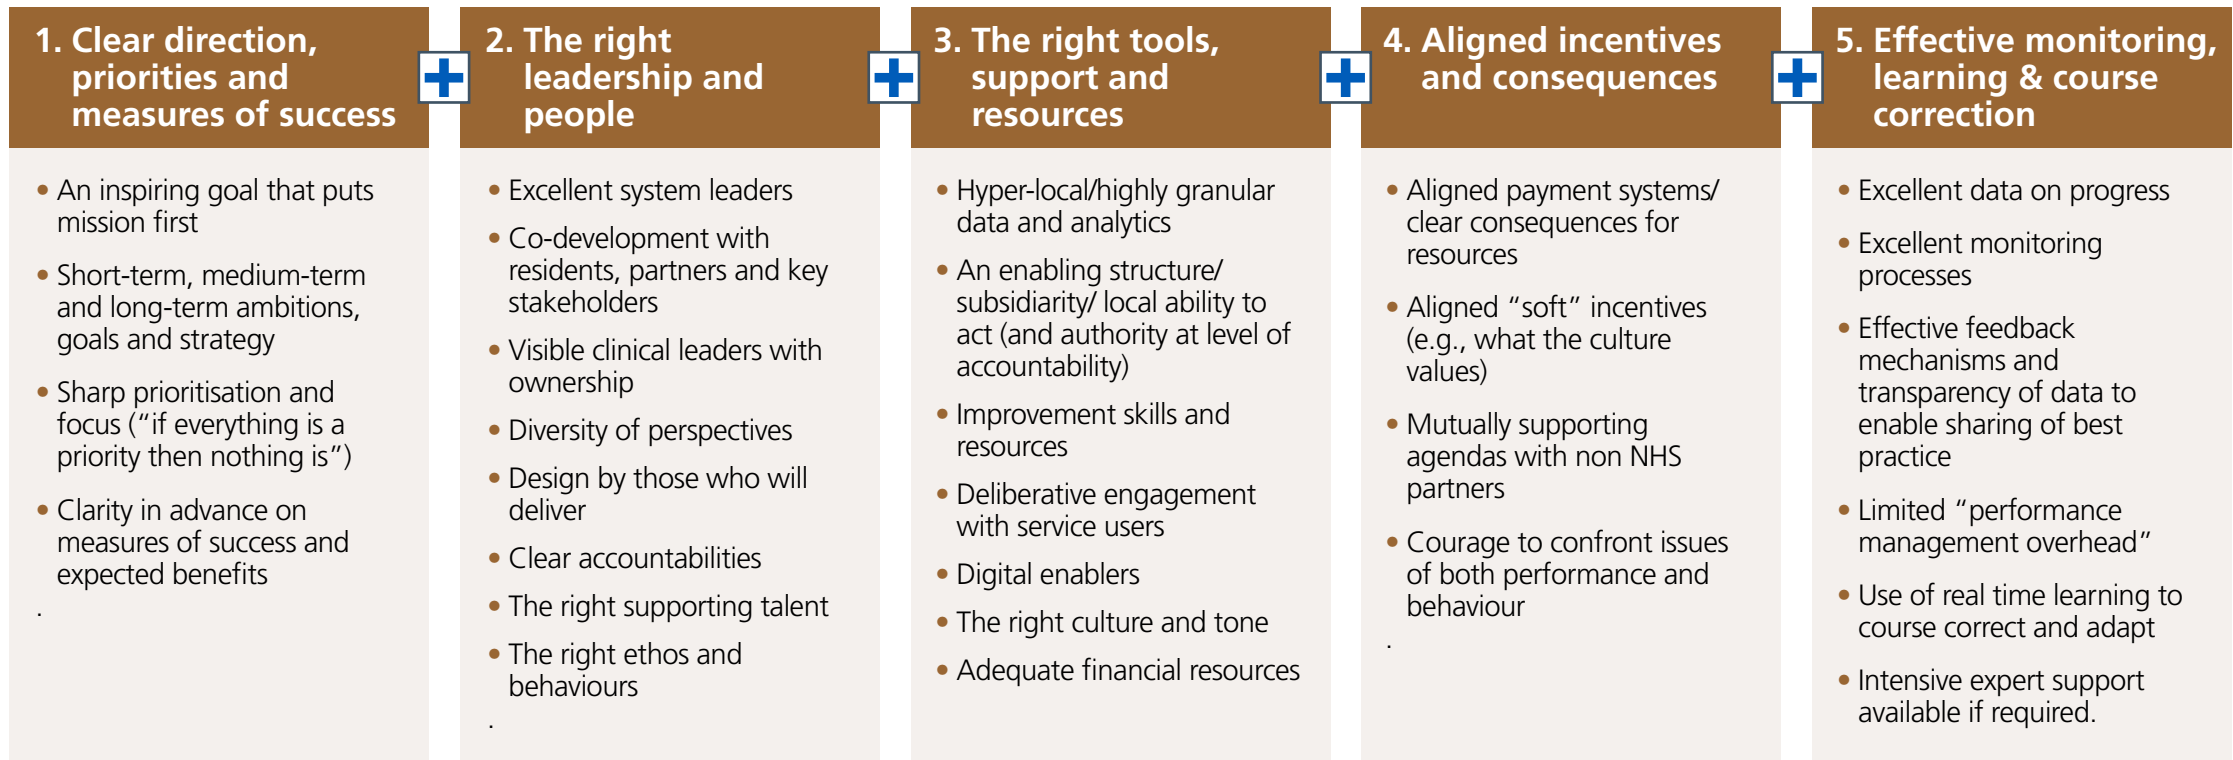 1. Clear direction,
priorities and
measures of success
• An inspiring goal that puts
mission first
• Short-term, medium-term
and long-term ambitions,
goals and strategy
• Sharp prioritisation and
focus (“if everything is a
priority then nothing is”)
• Clarity in advance on
measures of success and
expected benefits
.
2. The right
leadership and
people
• Excellent system leaders
• Co-development with
residents, partners and key
stakeholders
• Visible clinical leaders with
ownership
• Diversity of perspectives
• Design by those who will
deliver
• Clear accountabilities
• The right supporting talent
• The right ethos and
behaviours
.
3. The right tools,
support and
resources
• Hyper-local/highly granular
data and analytics
• An enabling structure/
subsidiarity/ local ability to
act (and authority at level of
accountability)
• Improvement skills and
resources
• Deliberative engagement
with service users
• Digital enablers
• The right culture and tone
• Adequate financial resources
4. Aligned incentives
and consequences
• Aligned payment systems/
clear consequences for
resources
• Aligned “soft” incentives
(e.g., what the culture
values)
• Mutually supporting
agendas with non NHS
partners
• Courage to confront issues
of both performance and
behaviour
.
5. Effective monitoring,
learning & course
correction
• Excellent data on progress
• Excellent monitoring
processes
• Effective feedback
mechanisms and
transparency of data to
enable sharing of best
practice
• Limited “performance
management overhead”
• Use of real time learning to
course correct and adapt
• Intensive expert support
available if required.